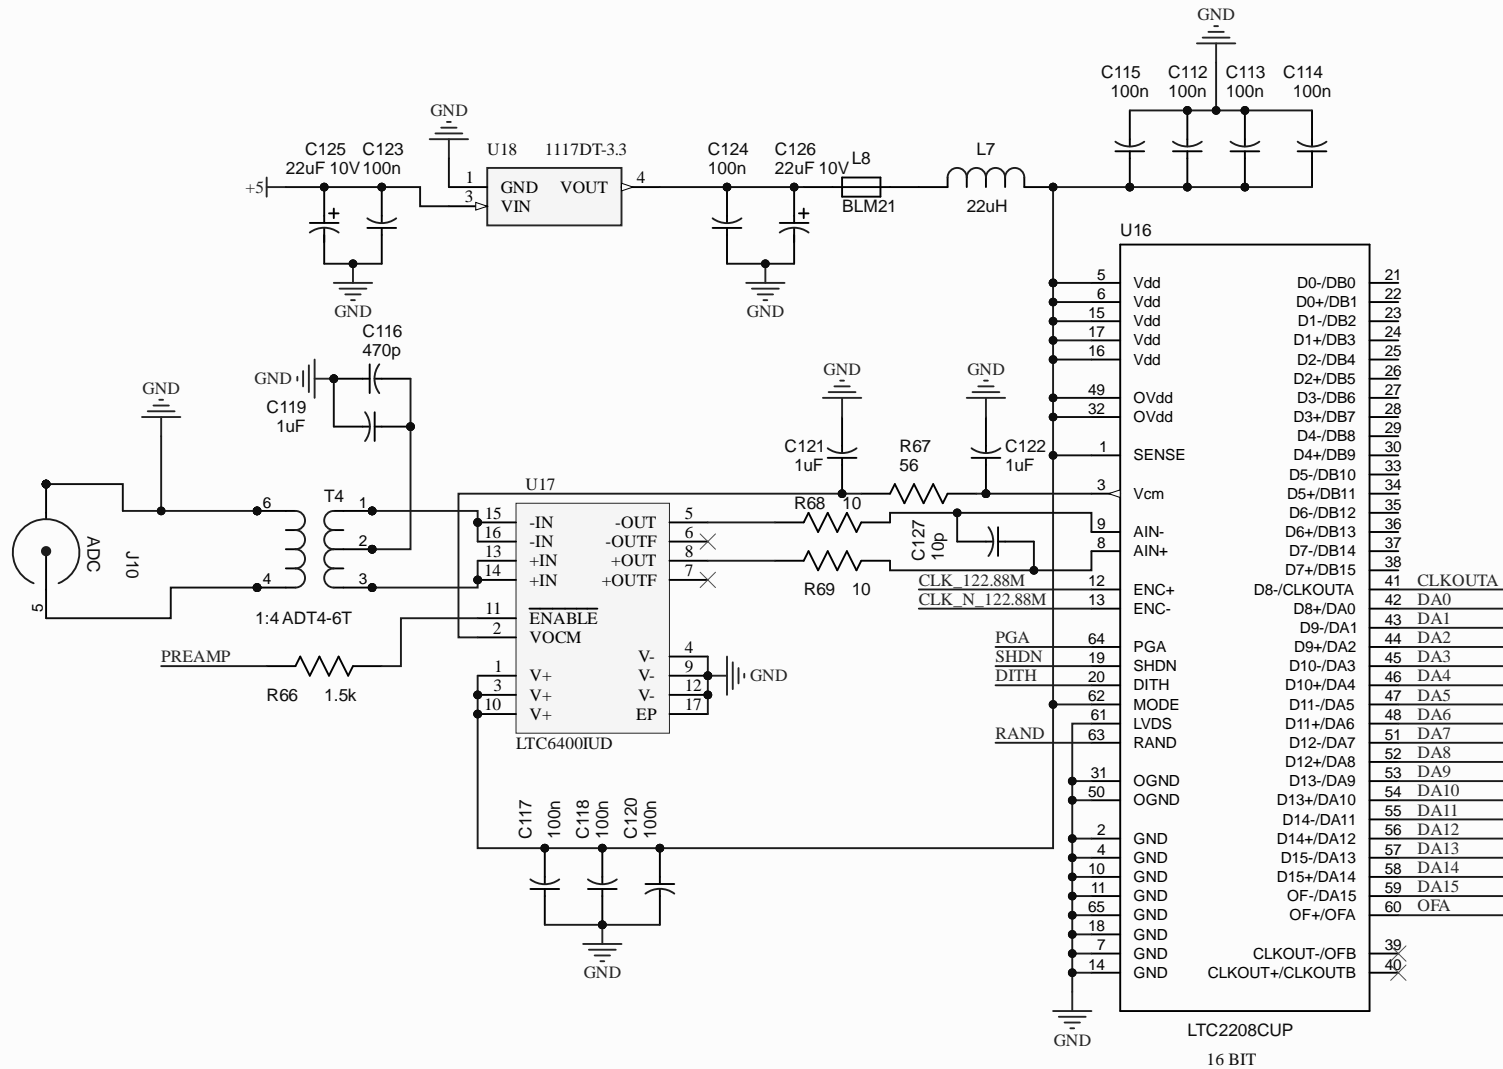 GND
C115
100n
C112
100n
C113
100n
C114
100n
GND
C125
22uF 10V
C123
100n
U18
1117DT-3.3
C124
100n
C126
22uF 10V
L8
BLM21
L7
22uH
+5
1
GND
3
VIN
VOUT
4
GND
GND
U16
5
Vdd
6
Vdd
15
Vdd
17
Vdd
16
Vdd
49
OVdd
32
OVdd
1
SENSE
3
Vcm
9
AIN-
8
AIN+
CLK_122.88M
12
ENC+
CLK_N_122.88M
13
ENC-
PGA
64
PGA
SHDN
19
SHDN
DITH
20
DITH
62
MODE
61
LVDS
RAND
63
RAND
31
OGND
50
OGND
2
GND
4
GND
10
GND
11
GND
65
GND
18
GND
7
GND
14
GND
GND
D0-/DB0
21
D0+/DB1
22
D1-/DB2
23
D1+/DB3
24
D2-/DB4
25
D2+/DB5
26
D3-/DB6
27
D3+/DB7
28
D4-/DB8
29
D4+/DB9
30
D5-/DB10
33
D5+/DB11
34
D6-/DB12
35
D6+/DB13
36
D7-/DB14
37
D7+/DB15
38
D8-/CLKOUTA
41
CLKOUTA
D8+/DA0
42
DA0
D9-/DA1
43
DA1
D9+/DA2
44
DA2
D10-/DA3
45
DA3
D10+/DA4
46
DA4
D11-/DA5
47
DA5
D11+/DA6
48
DA6
D12-/DA7
51
DA7
D12+/DA8
52
DA8
D13-/DA9
53
DA9
D13+/DA10
54
DA10
D14-/DA11
55
DA11
D14+/DA12
56
DA12
D15-/DA13
57
DA13
D15+/DA14
58
DA14
OF-/DA15
59
DA15
OF+/OFA
60
OFA
CLKOUT-/OFB
39
CLKOUT+/CLKOUTB
40
LTC2208CUP
16 BIT
C116
470p
GND
C119
1uF
GND
J10
ADC
5
6
4
T4
1
2
3
1:4 ADT4-6T
PREAMP
R66
1.5k
U17
15
-IN
16
-IN
13
+IN
14
+IN
11
ENABLE
2
VOCM
1
V+
3
V+
10
V+
-OUT
5
-OUTF
6
+OUT
8
+OUTF
7
V-
4
V-
9
V-
12
EP
17
GND
LTC6400IUD
GND
C121
1uF
R67
56
GND
C122
1uF
R68
10
C127
10p
R69
10
C117
100n
C118
100n
C120
100n
GND